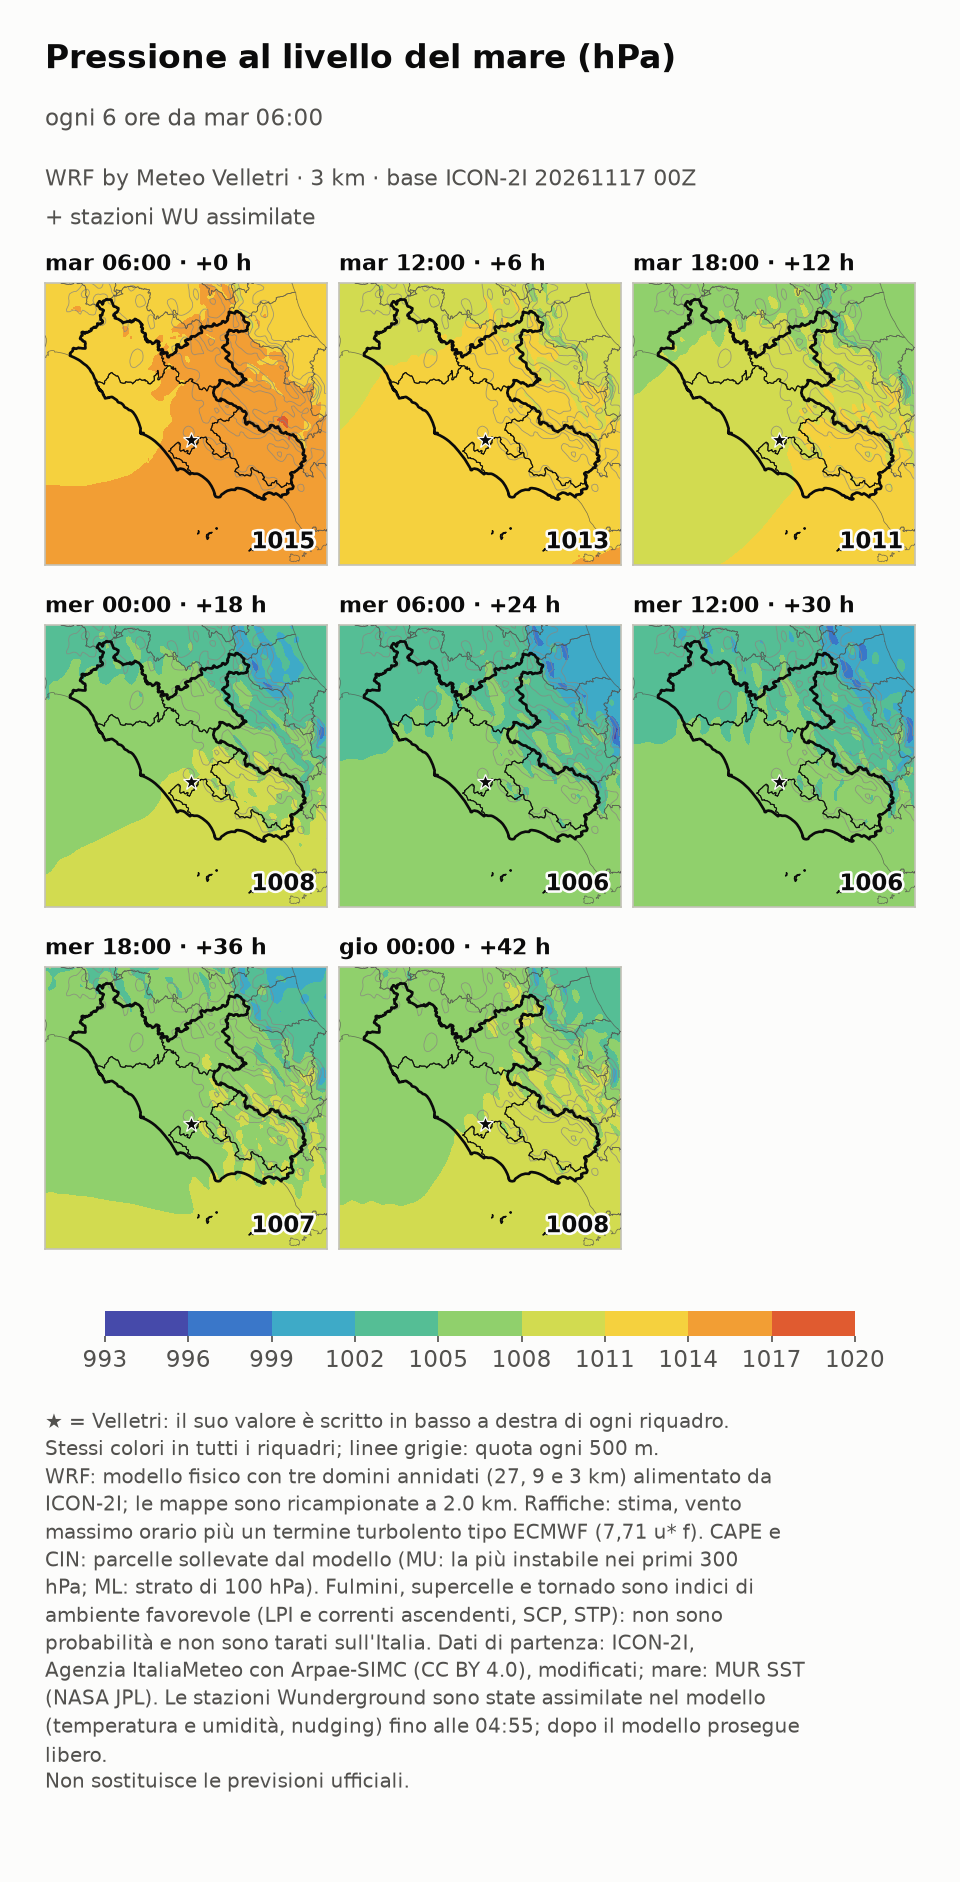 Pressione al livello del mare (hPa)
ogni 6 ore da mar 06:00
WRF by Meteo Velletri · 3 km · base ICON-2I 20261117 00Z
+ stazioni WU assimilate
mar 06:00 · +0 h
mar 12:00 · +6 h
mar 18:00 · +12 h
1015
1013
1011
mer 00:00 · +18 h
mer 06:00 · +24 h
mer 12:00 · +30 h
1008
1006
1006
mer 18:00 · +36 h
gio 00:00 · +42 h
1007
1008
993 996 999 1002 1005 1008 1011 1014 1017 1020
★ = Velletri: il suo valore è scritto in basso a destra di ogni riquadro.
Stessi colori in tutti i riquadri; linee grigie: quota ogni 500 m.
WRF: modello fisico con tre domini annidati (27, 9 e 3 km) alimentato da
ICON-2I; le mappe sono ricampionate a 2.0 km. Raffiche: stima, vento
massimo orario più un termine turbolento tipo ECMWF (7,71 u* f). CAPE e
CIN: parcelle sollevate dal modello (MU: la più instabile nei primi 300
hPa; ML: strato di 100 hPa). Fulmini, supercelle e tornado sono indici di
ambiente favorevole (LPI e correnti ascendenti, SCP, STP): non sono
probabilità e non sono tarati sull'Italia. Dati di partenza: ICON-2I,
Agenzia ItaliaMeteo con Arpae-SIMC (CC BY 4.0), modificati; mare: MUR SST
(NASA JPL). Le stazioni Wunderground sono state assimilate nel modello
(temperatura e umidità, nudging) fino alle 04:55; dopo il modello prosegue
libero.
Non sostituisce le previsioni ufficiali.